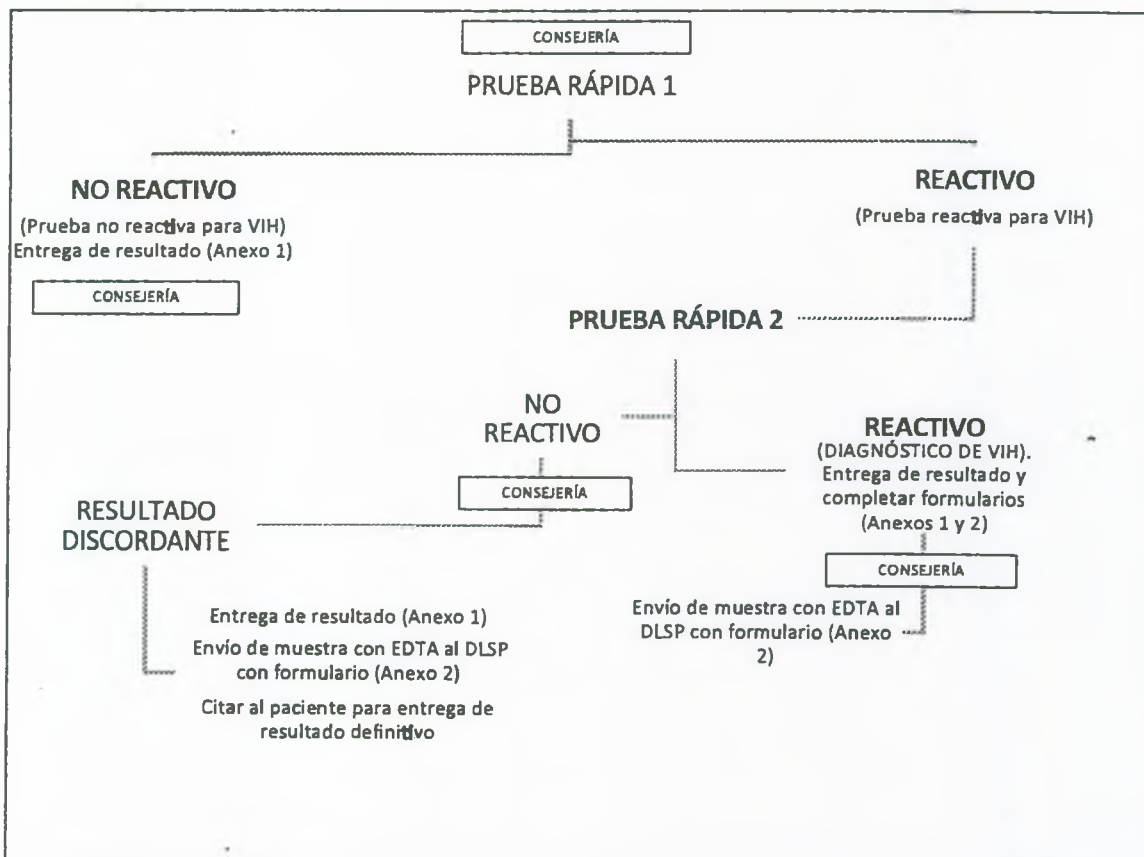 CONSEJERÍA
PRUEBA RÁPIDA 1
NO REACTIVO
(Prueba no reactiva para VIH)
Entrega de resultado (Anexo 1)
CONSEJERÍA
REACTIVO
(Prueba reactiva para VIH)
PRUEBA RÁPIDA 2
NO
REACTIVO
CONSEJERÍA
RESULTADO
DISCORDANTE
Entrega de resultado (Anexo 1)
Envío de muestra con EDTA al DLSP
con formulario (Anexo 2)
Citar al paciente para entrega de
resultado definitivo
REACTIVO
(DIAGNÓSTICO DE VIH).
Entrega de resultado y
completar formularios
(Anexos 1 y 2)
CONSEJERÍA
Envío de muestra con EDTA al
DLSP con formulario (Anexo
2)